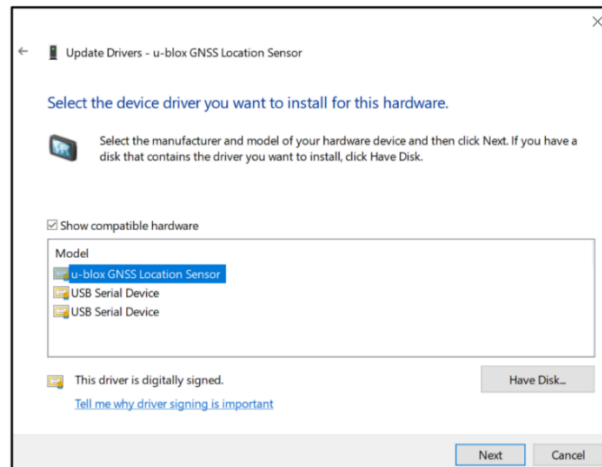 Update Drivers - u-blox GNSS Location Sensor
Select the device driver you want to install for this hardware.
Select the manufacturer and model of your hardware device and then click Next. If you have a
disk that contains the driver you want to install, click Have Disk.
Show compatible hardware
Model
u-blox GNSS Location Sensor
USB Serial Device
USB Serial Device
This driver is digitally signed.
Have Disk...
Tell me why driver signing is important
Next
Cancel